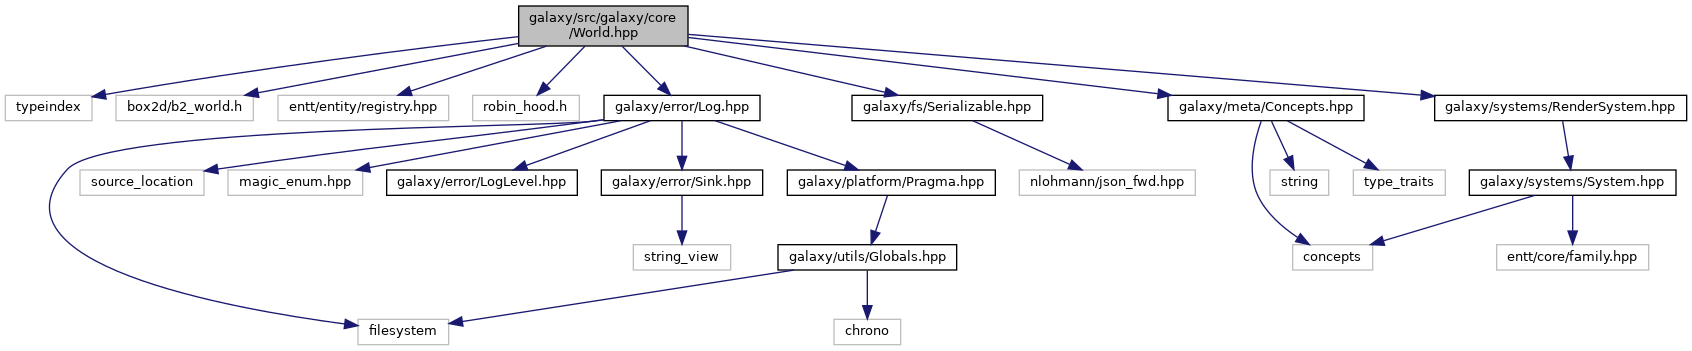 galaxy/src/galaxy/core
/World.hpp
typeindex
box2d/b2_world.h
entt/entity/registry.hpp
robin_hood.h
galaxy/error/Log.hpp
galaxy/fs/Serializable.hpp
galaxy/meta/Concepts.hpp
galaxy/systems/RenderSystem.hpp
source_location
magic_enum.hpp
galaxy/error/LogLevel.hpp
galaxy/error/Sink.hpp
galaxy/platform/Pragma.hpp
nlohmann/json_fwd.hpp
string
type_traits
galaxy/systems/System.hpp
string_view
galaxy/utils/Globals.hpp
concepts
entt/core/family.hpp
filesystem
chrono